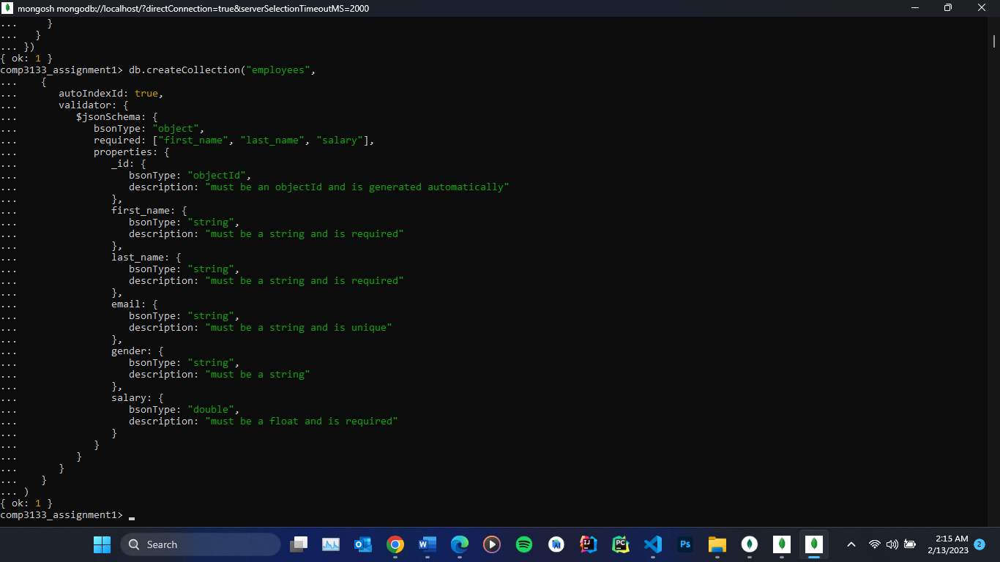 mongosh mongodb://localhost/?directConnection=true&serverSelectionTimeoutMS=2000
...       }
...    }
... })
{ ok: 1 }
comp3133_assignment1> db.createCollection("employees",
...    {
...       autoIndexId: true,
...       validator: {
...          $jsonSchema: {
...             bsonType: "object",
...             required: ["first_name", "last_name", "salary"],
...             properties: {
...                _id: {
...                   bsonType: "objectId",
...                   description: "must be an objectId and is generated automatically"
...                },
...                first_name: {
...                   bsonType: "string",
...                   description: "must be a string and is required"
...                },
...                last_name: {
...                   bsonType: "string",
...                   description: "must be a string and is required"
...                },
...                email: {
...                   bsonType: "string",
...                   description: "must be a string and is unique"
...                },
...                gender: {
...                   bsonType: "string",
...                   description: "must be a string"
...                },
...                salary: {
...                   bsonType: "double",
...                   description: "must be a float and is required"
...                }
...             }
...          }
...       }
...    }
... )
{ ok: 1 }
comp3133_assignment1>
Search
W
IJ
PC
Ps
2:15 AM
2/13/2023
2